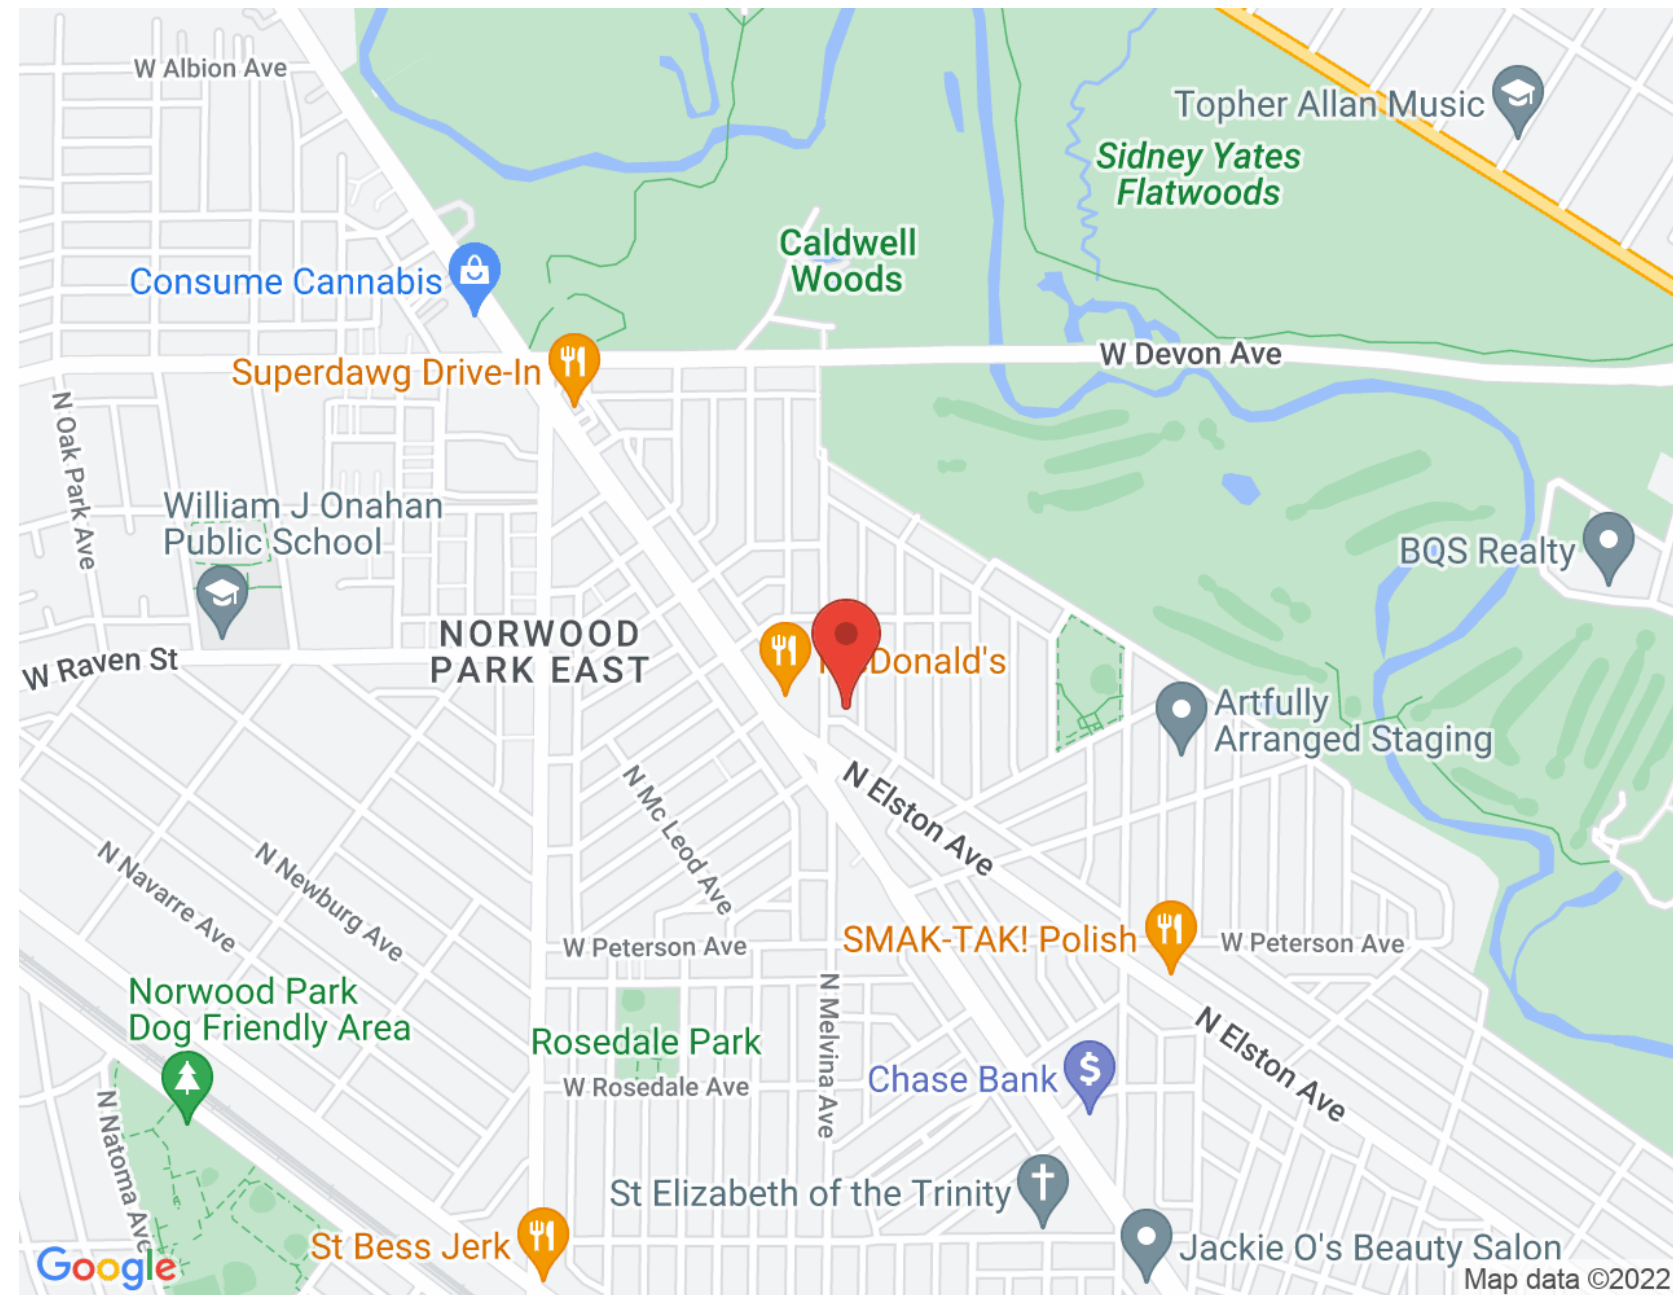 W Albion Ave
Topher Allan Music
Sidney Yates
Flatwoods
Caldwell
Woods
Consume Cannabis
W Devon Ave
Superdawg Drive-In
N Oak Park Ave
William J Onahan
Public School
BQS Realty
NORWOOD
PARK EAST
W Raven St
McDonald's
Artfully
Arranged Staging
N Elston Ave
N Mc Leod Ave
N Navarre Ave
N Newburg Ave
W Peterson Ave
SMAK-TAK! Polish
W Peterson Ave
Norwood Park
Dog Friendly Area
N Melvina Ave
Rosedale Park
N Elston Ave
Chase Bank
W Rosedale Ave
N Natoma Ave
St Elizabeth of the Trinity
St Bess Jerk
Jackie O's Beauty Salon
Google
Map data ©2022